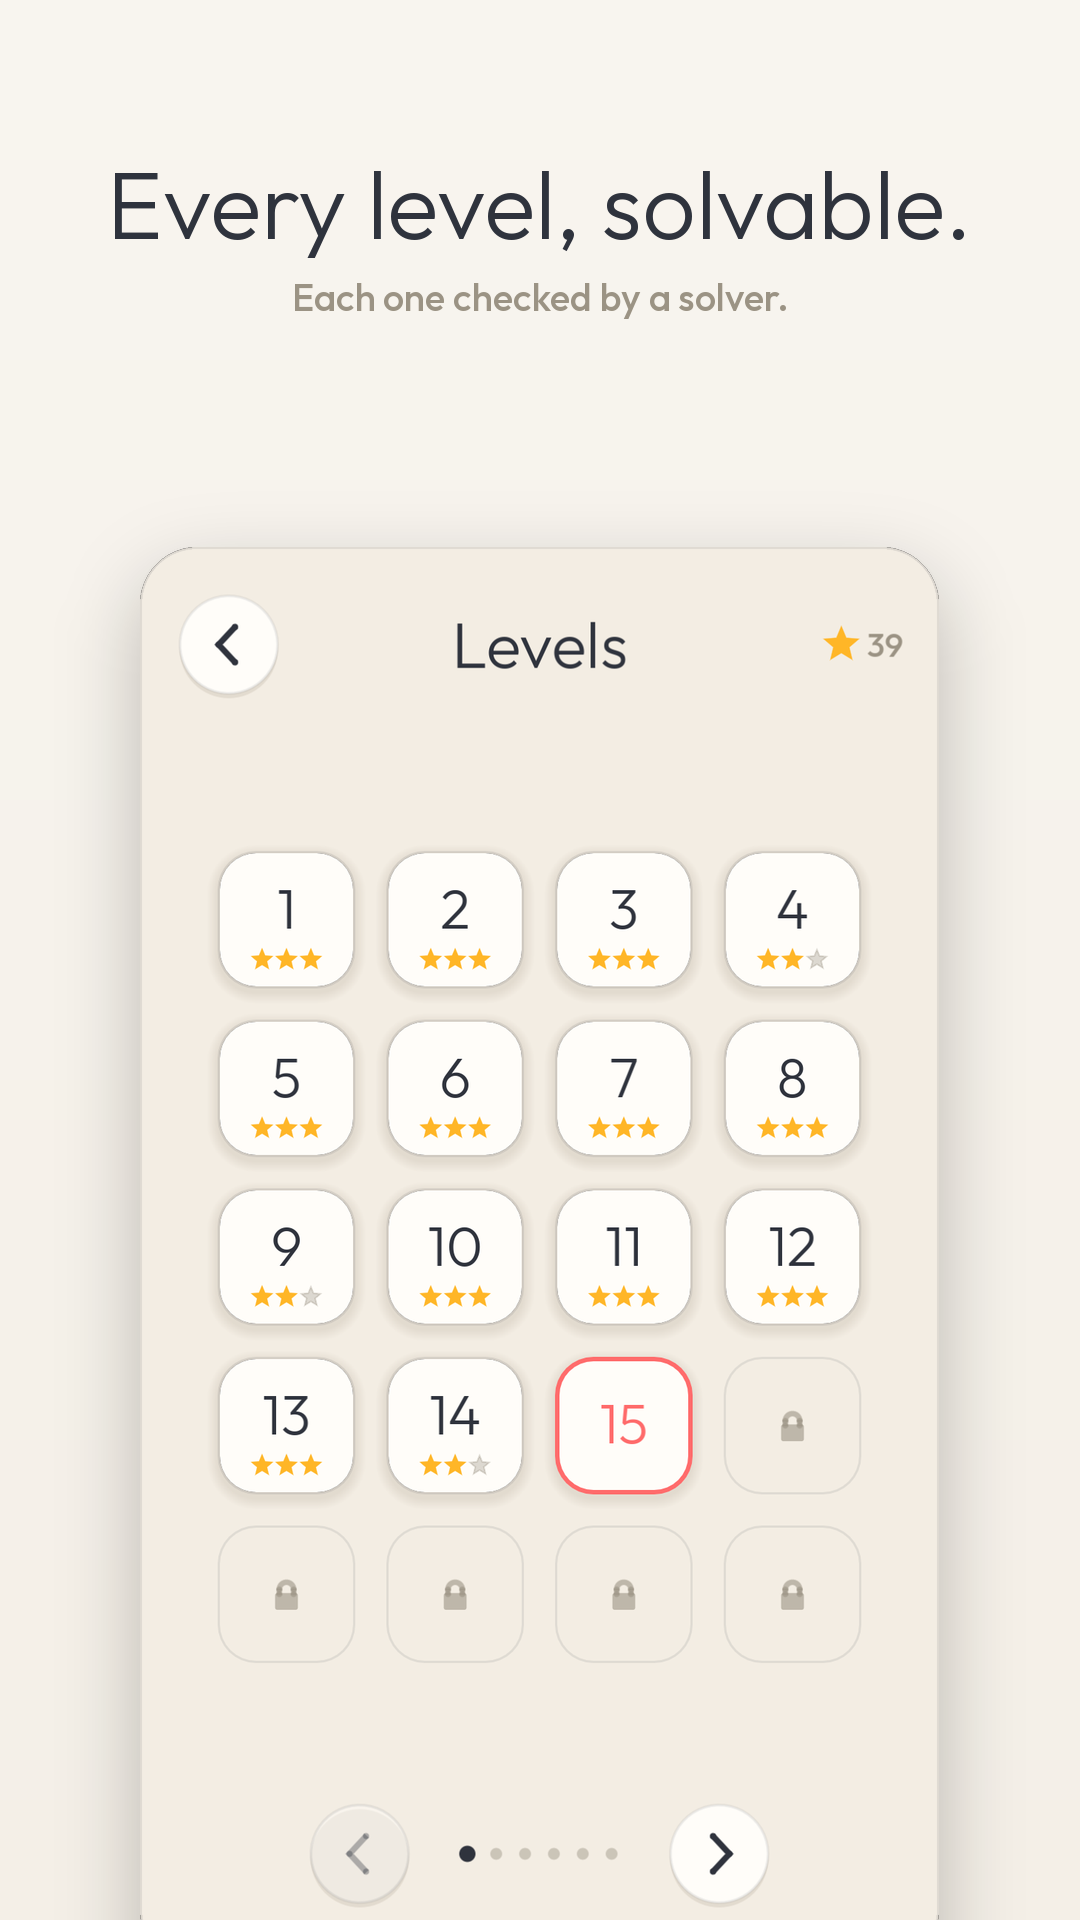 Every level, solvable.
Each one checked by a solver.
Levels
39
1 2 3 4
5 6 7 8
9 10 11 12
13 14 15